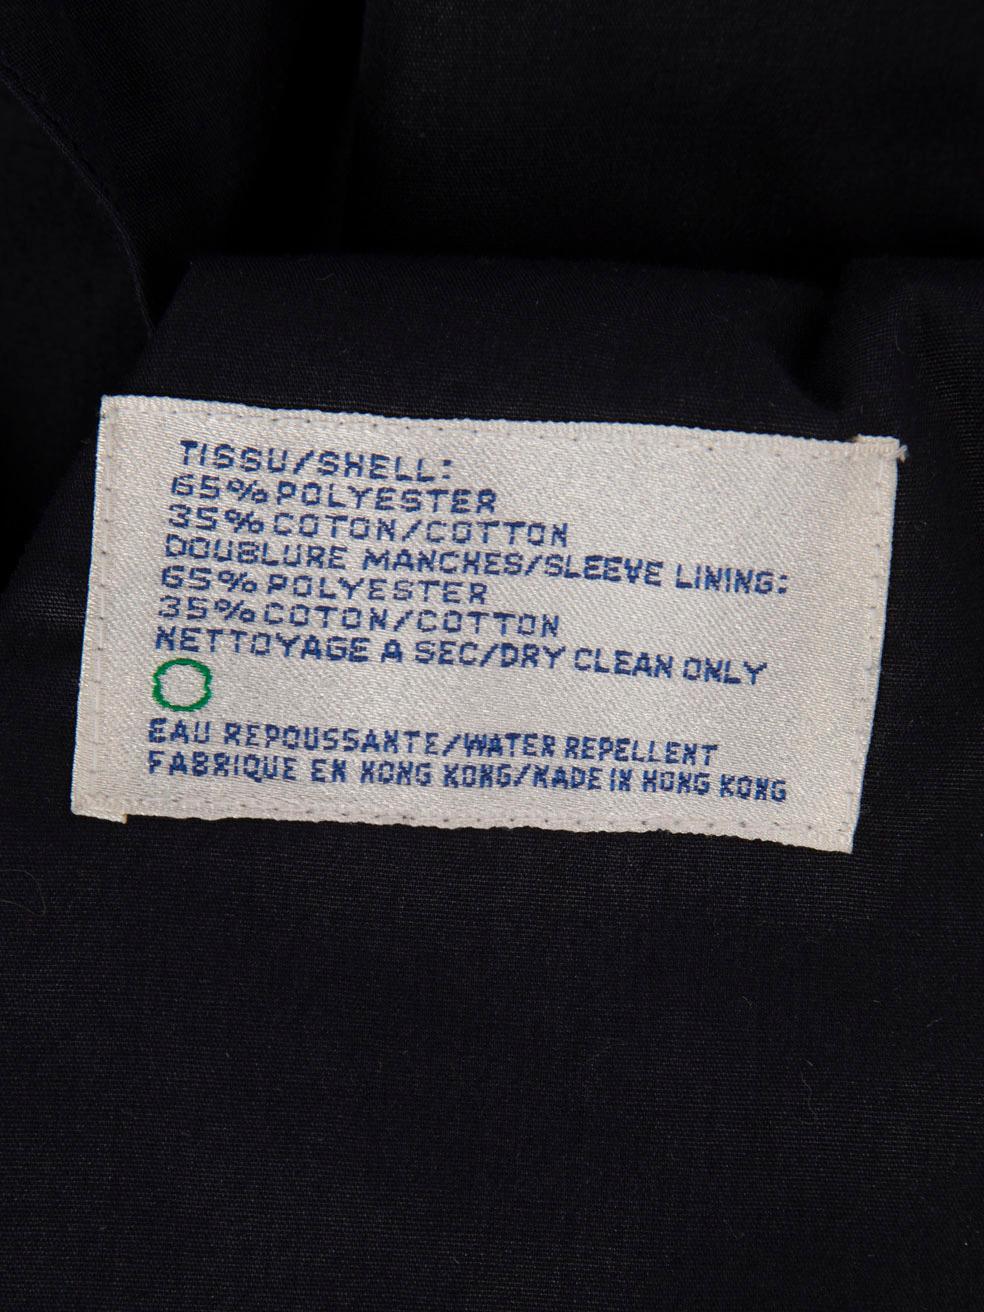 TISSU/SHELL:
65% POLYESTER
35% COTON/COTTON
DOUBLURE MANCHES/SLEEVE LINING:
65% POLYESTER
35% COTON/COTTON
NETTOYAGE A SEC/DRY CLEAN ONLY
EAU REPOUSSANTE/WATER REPELLENT
FABRIQUE EN HONG KONG/MADE IN HONG KONG